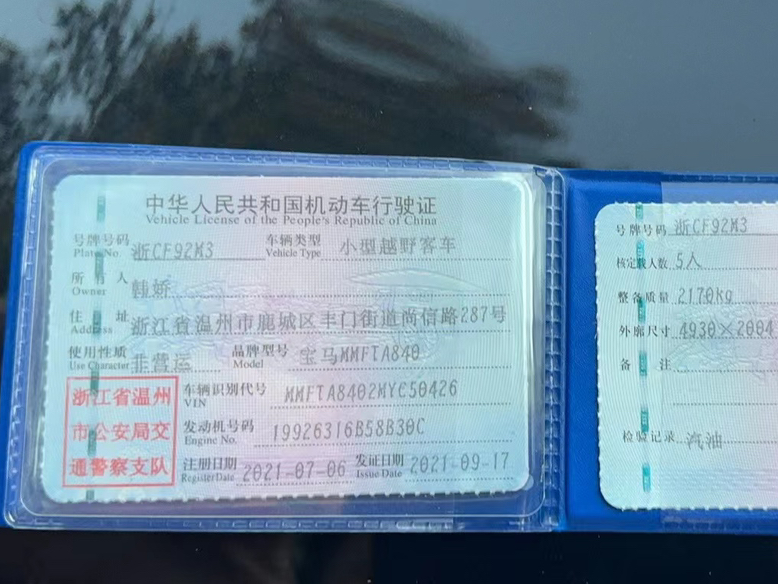 中华人民共和国机动车行驶证
Vehicle License of the People's Republic of China
号牌号码 Plate No. 浙CF92M3 车辆类型 Vehicle Type 小型越野客车
所有人 Owner 韩娇
住址 Address 浙江省温州市鹿城区丰门街道尚信路287号
使用性质 Use Character 非营运 品牌型号 Model 宝马MMFTA840
浙江省温州
市公安局交
通警察支队
车辆识别代号 VIN MMFTA8402MYC50426
发动机号码 Engine No. 19926316B58B30C
注册日期 Register Date 2021-07-06 发证日期 Issue Date 2021-09-17
号牌号码 浙CF92M3
核定载人数 5人
整备质量 2170kg
外廓尺寸 4930×2004
备注
检验记录 汽油